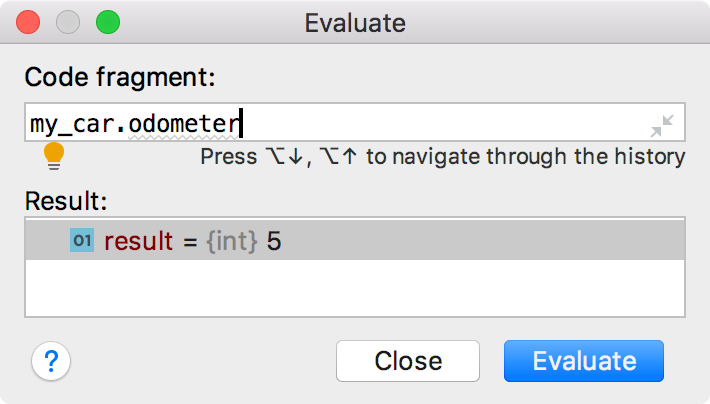 Evaluate
Code fragment:
my_car.odometer
Press ⌥↓, ⌥↑ to navigate through the history
Result:
01 result = {int} 5
? Close Evaluate